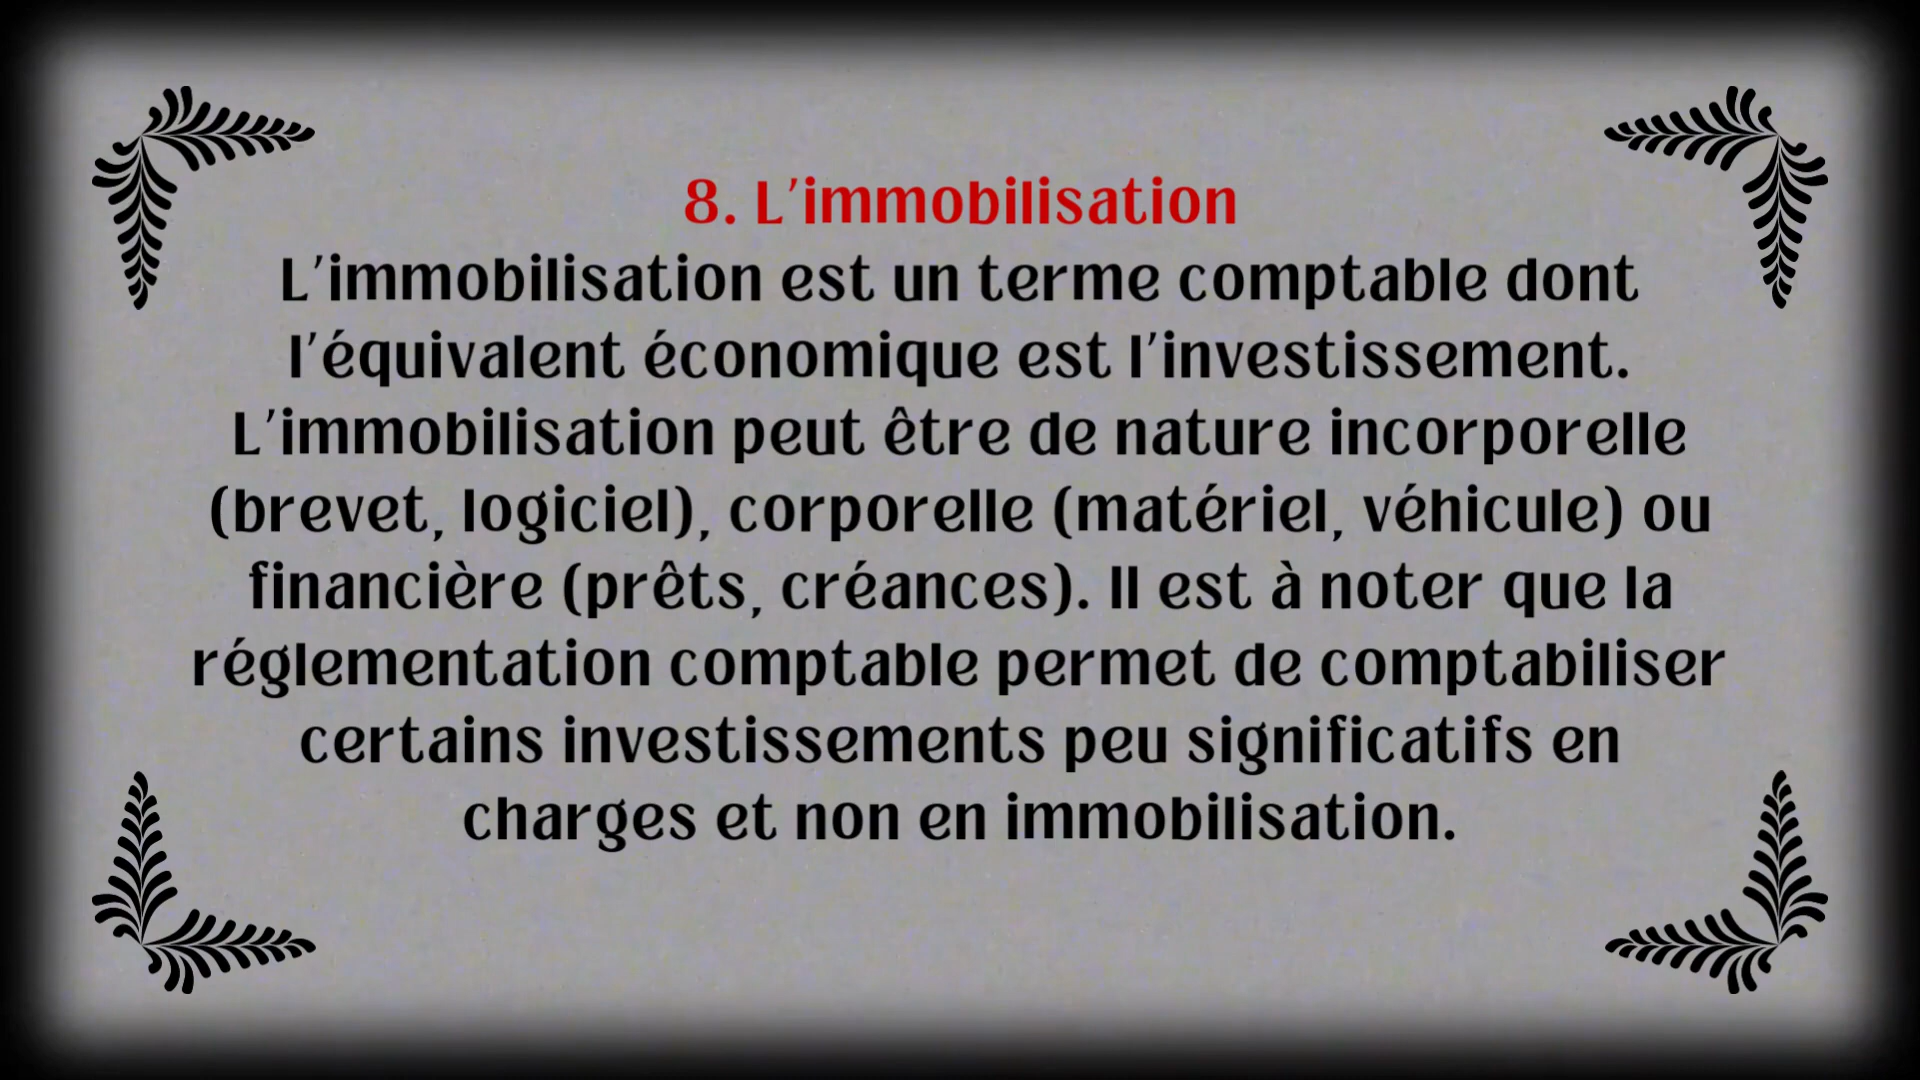 8. L'immobilisation
L'immobilisation est un terme comptable dont
l'équivalent économique est l'investissement.
L'immobilisation peut être de nature incorporelle
(brevet, logiciel), corporelle (matériel, véhicule) ou
financière (prêts, créances). Il est à noter que la
réglementation comptable permet de comptabiliser
certains investissements peu significatifs en
charges et non en immobilisation.